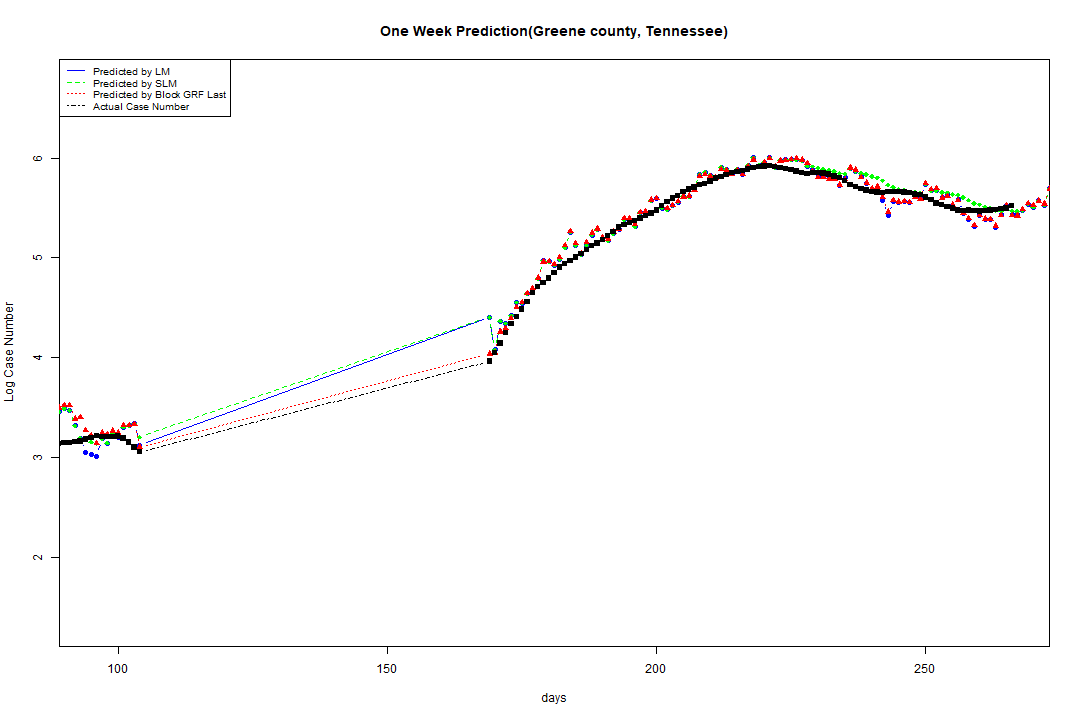 One Week Prediction(Greene county, Tennessee)
Predicted by LM
Predicted by SLM
Predicted by Block GRF Last
Actual Case Number
6
5
4
3
2
Log Case Number
100 150 200 250
days